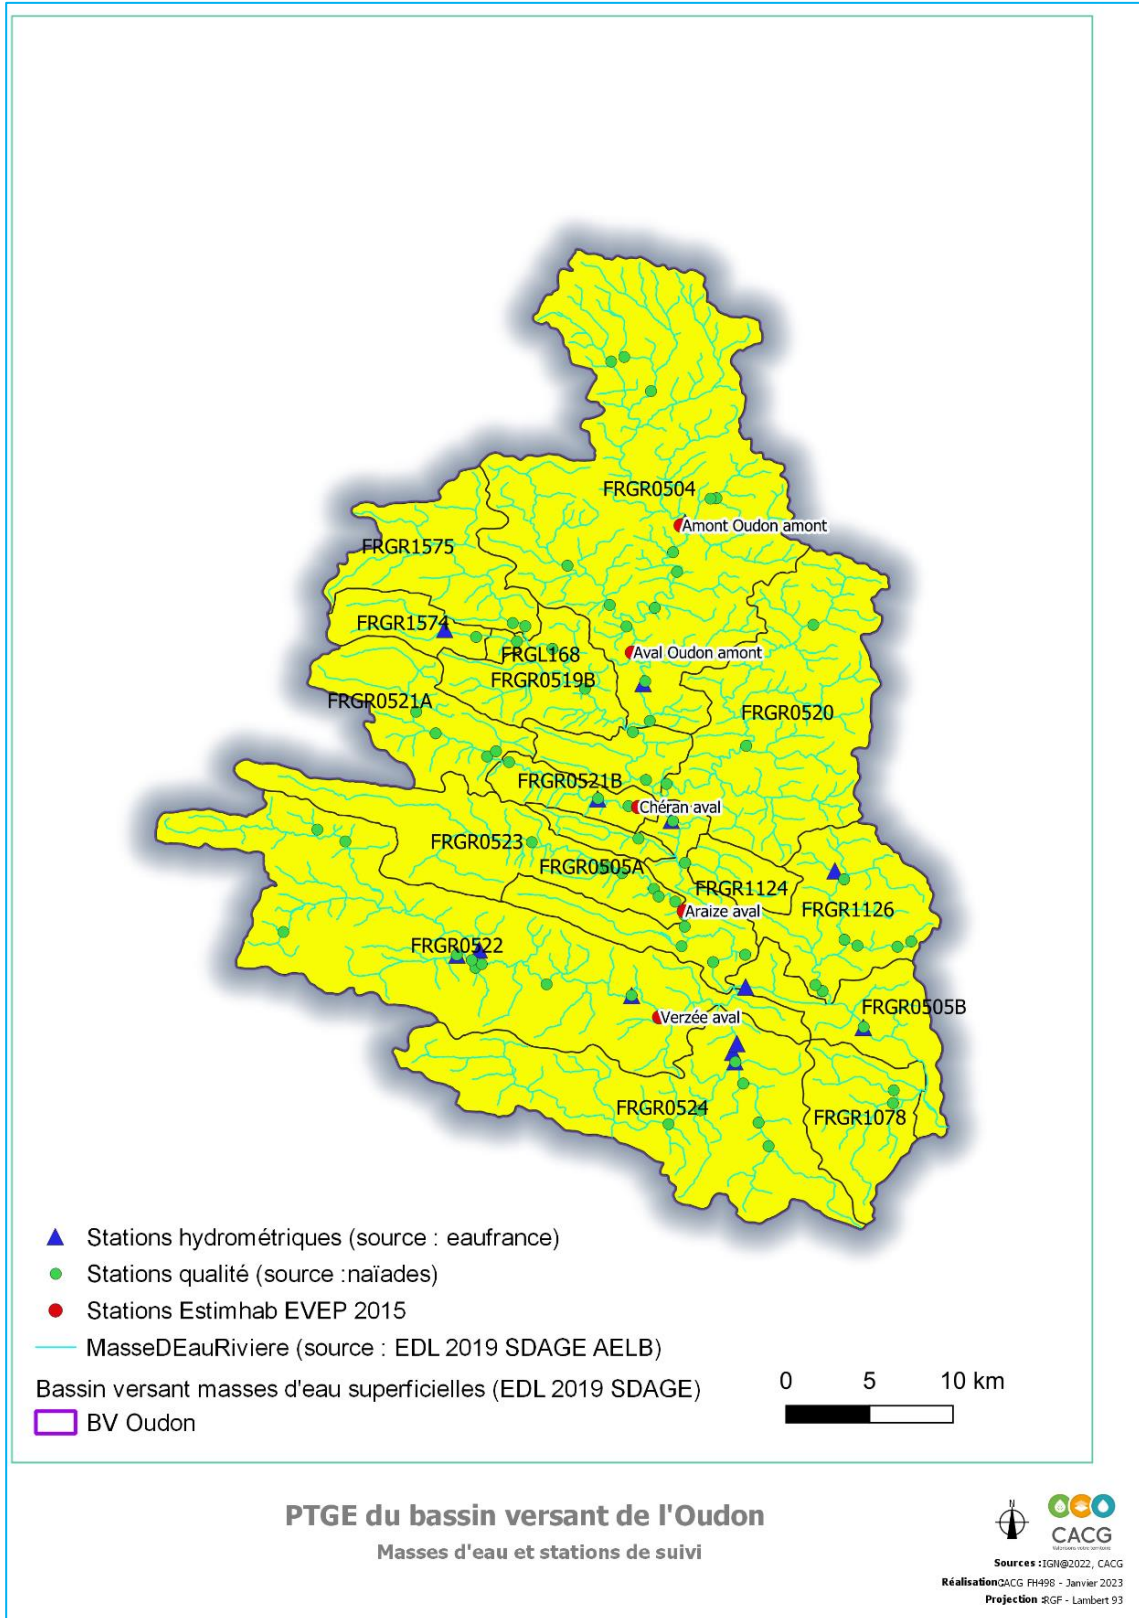 FRGR0504
Amont Oudon amont
FRGR1575
FRGR1574
FRGL168
Aval Oudon amont
FRGR0519B
FRGR0521A
FRGR0520
FRGR0521B
Chéran aval
FRGR0523
FRGR0505A
FRGR1124
Araize aval
FRGR1126
FRGR0522
FRGR0505B
Verzée aval
FRGR0524
FRGR1078
Stations hydrométriques (source : eaufrance)
Stations qualité (source :naïades)
Stations Estimhab EVEP 2015
MasseDEauRiviere (source : EDL 2019 SDAGE AELB)
Bassin versant masses d'eau superficielles (EDL 2019 SDAGE)
BV Oudon
0 5 10 km
PTGE du bassin versant de l'Oudon
Masses d'eau et stations de suivi
N
CACG
Valorisons votre territoire
Sources :IGN@2022, CACG
Réalisation :CACG FH498 - Janvier 2023
Projection :RGF - Lambert 93